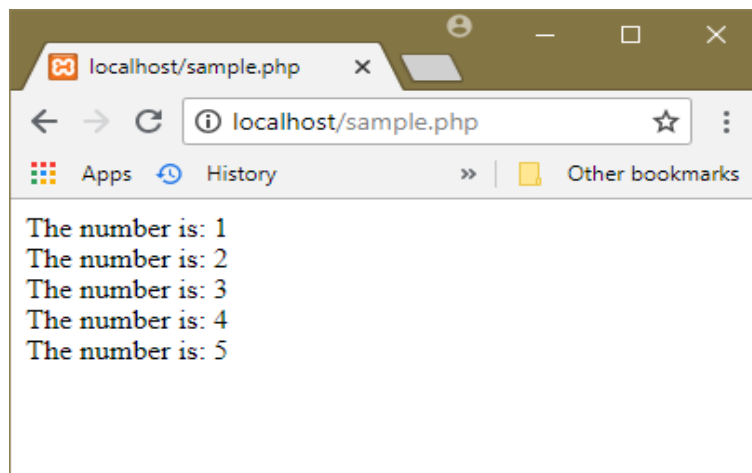 localhost/sample.php
localhost/sample.php
Apps History » Other bookmarks
The number is: 1
The number is: 2
The number is: 3
The number is: 4
The number is: 5